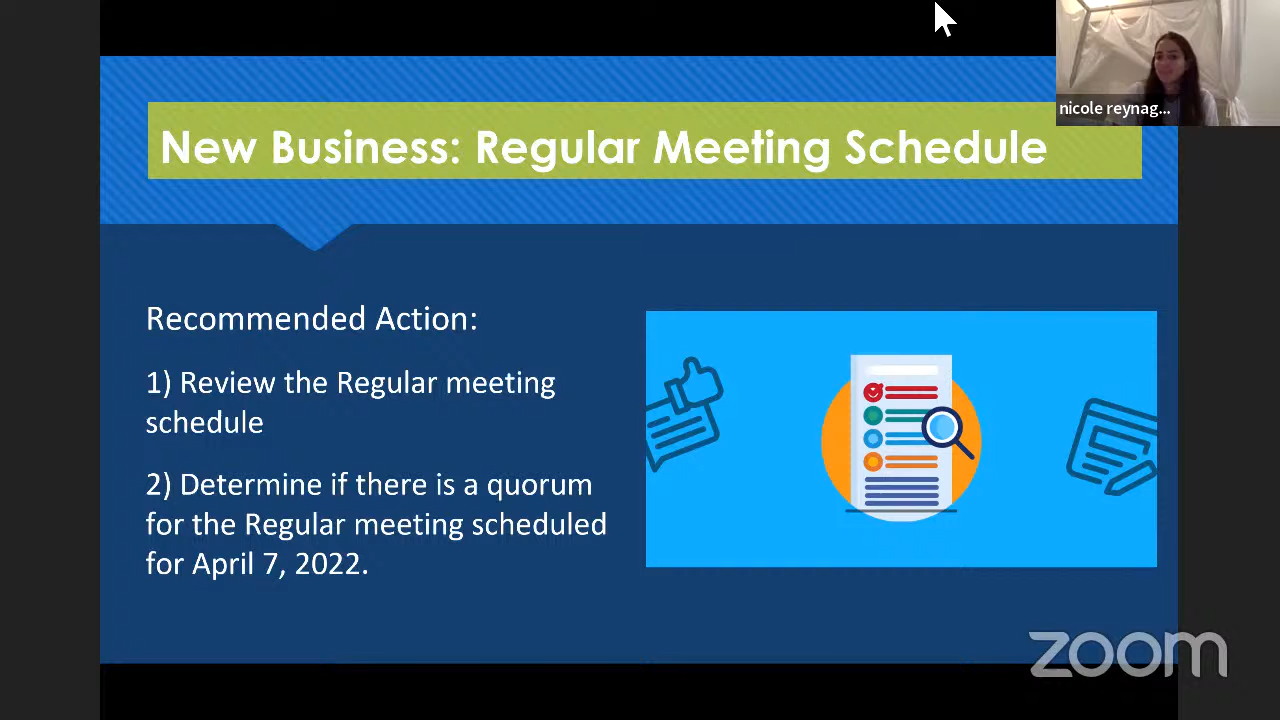 nicole reynag...
New Business: Regular Meeting Schedule
Recommended Action:
1) Review the Regular meeting
schedule
2) Determine if there is a quorum
for the Regular meeting scheduled
for April 7, 2022.
zoom